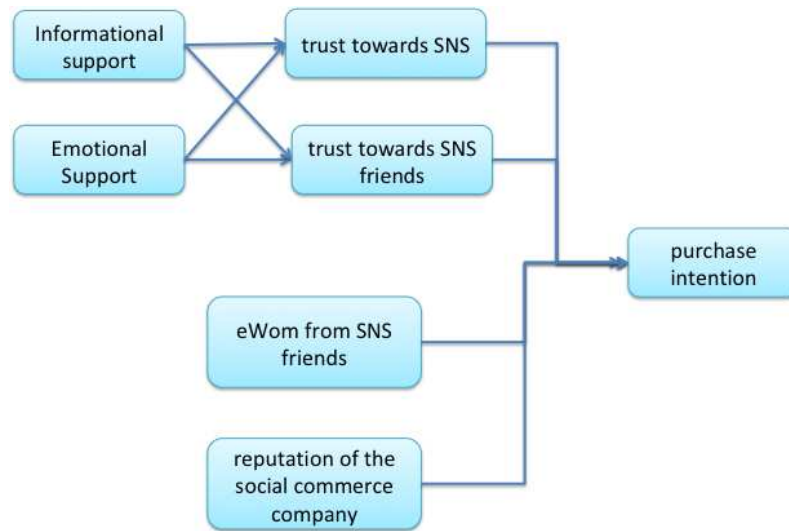 Informational
support
trust towards SNS
Emotional
Support
trust towards SNS
friends
purchase
intention
eWom from SNS
friends
reputation of the
social commerce
company